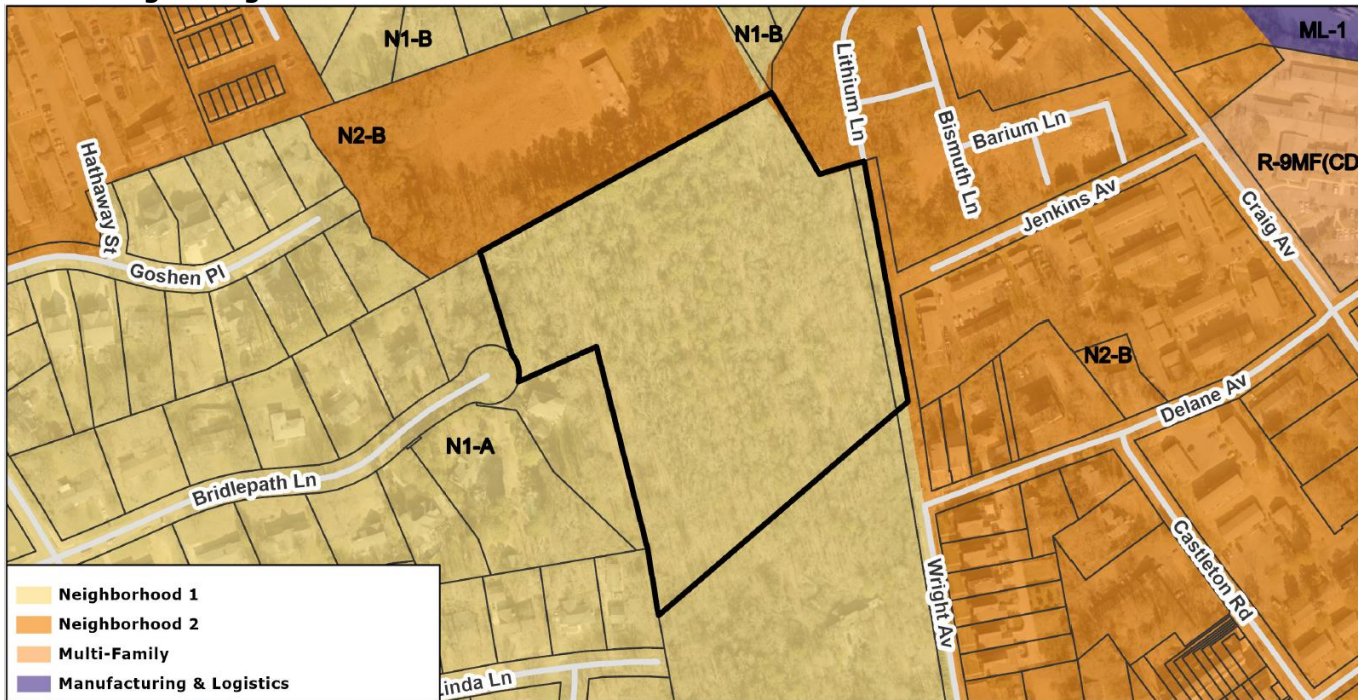 N1-B
N1-B
ML-1
Lithium Ln
Bismuth Ln
Barium Ln
N2-B
R-9MF(CD
Hathaway St
Jenkins Av
Craig Av
Goshen Pl
N2-B
Delane Av
N1-A
Bridlepath Ln
Castleton Rd
Wright Av
Neighborhood 1
Neighborhood 2
Multi-Family
Manufacturing & Logistics
Linda Ln